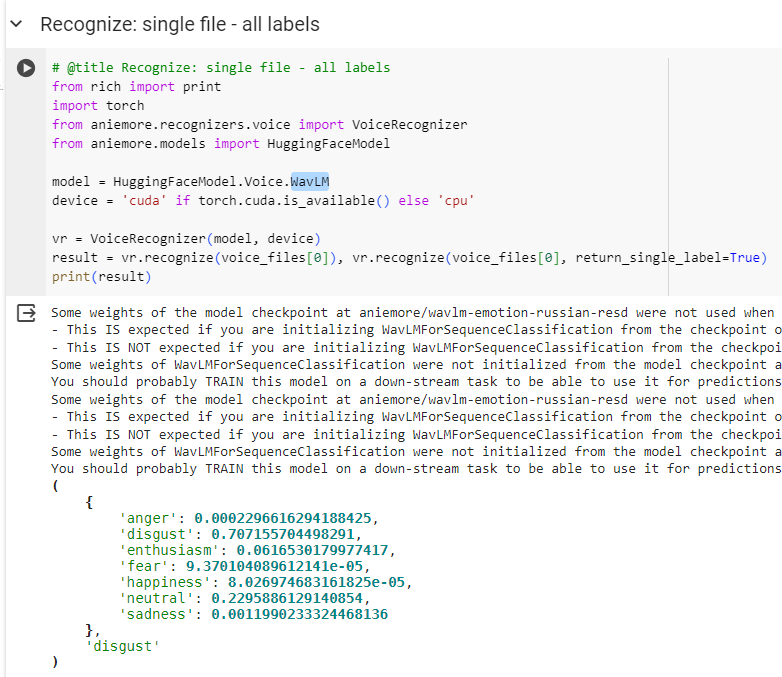 Recognize: single file - all labels
# @title Recognize: single file - all labels
from rich import print
import torch
from aniemore.recognizers.voice import VoiceRecognizer
from aniemore.models import HuggingFaceModel
model = HuggingFaceModel.Voice.WavLM
device = 'cuda' if torch.cuda.is_available() else 'cpu'
vr = VoiceRecognizer(model, device)
result = vr.recognize(voice_files[0]), vr.recognize(voice_files[0], return_single_label=True)
print(result)
Some weights of the model checkpoint at aniemore/wavlm-emotion-russian-resd were not used when
- This IS expected if you are initializing WavLMForSequenceClassification from the checkpoint o
- This IS NOT expected if you are initializing WavLMForSequenceClassification from the checkpoi
Some weights of WavLMForSequenceClassification were not initialized from the model checkpoint a
You should probably TRAIN this model on a down-stream task to be able to use it for predictions
Some weights of the model checkpoint at aniemore/wavlm-emotion-russian-resd were not used when
- This IS expected if you are initializing WavLMForSequenceClassification from the checkpoint o
- This IS NOT expected if you are initializing WavLMForSequenceClassification from the checkpoi
Some weights of WavLMForSequenceClassification were not initialized from the model checkpoint a
You should probably TRAIN this model on a down-stream task to be able to use it for predictions
(
{
'anger': 0.0002296616294188425,
'disgust': 0.707155704498291,
'enthusiasm': 0.0616530179977417,
'fear': 9.370104089612141e-05,
'happiness': 8.026974683161825e-05,
'neutral': 0.2295886129140854,
'sadness': 0.0011990233324468136
},
'disgust'
)